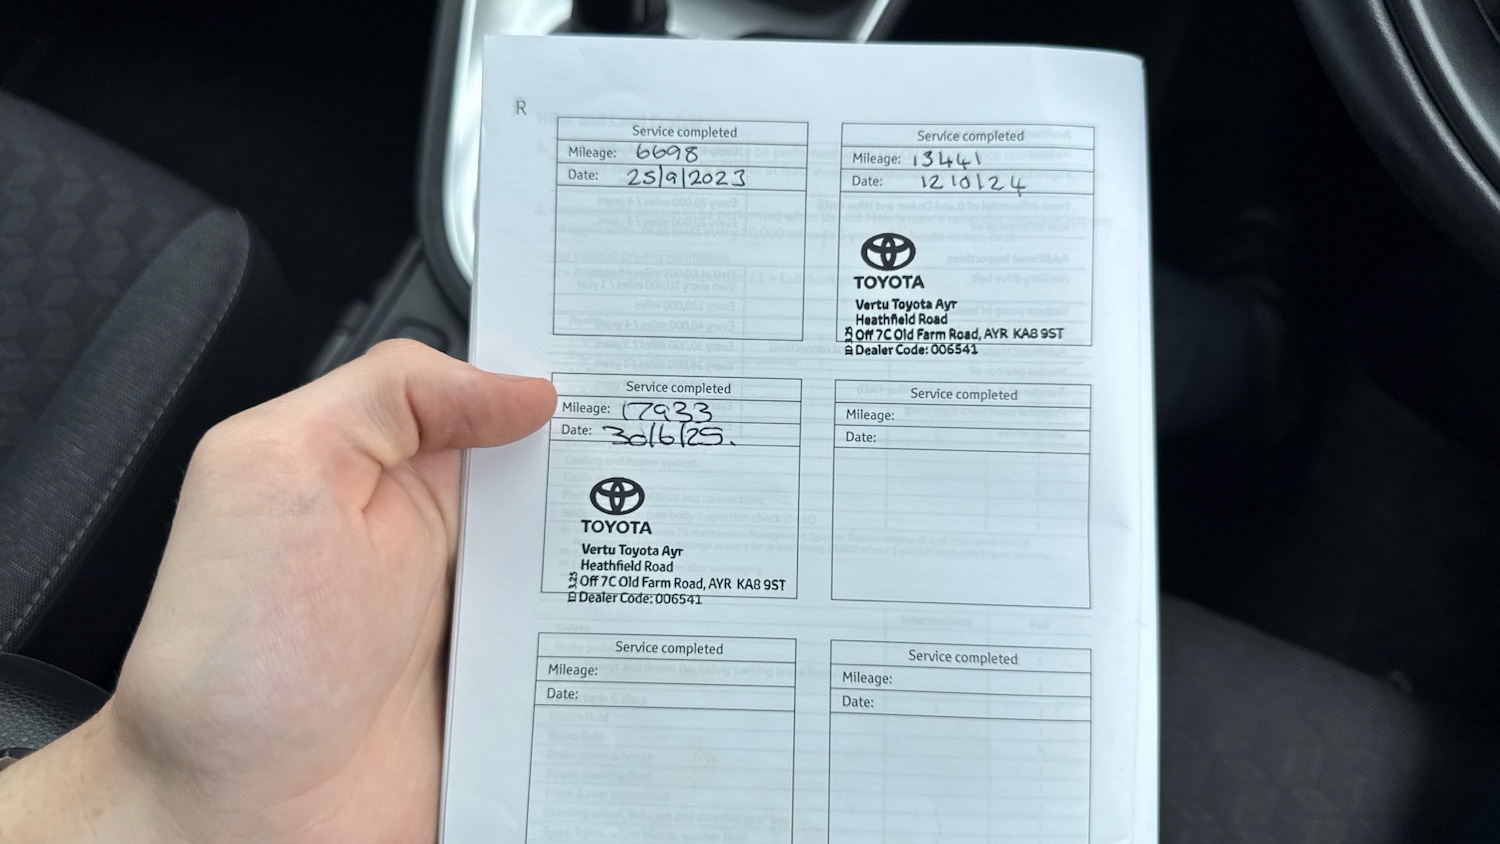 R
Service completed
Mileage: 6698
Date: 25/9/2023
Service completed
Mileage: 13441
Date: 12 10 24
TOYOTA
Vertu Toyota Ayr
Heathfield Road
Off 7C Old Farm Road, AYR KA8 9ST
Dealer Code: 006541
Service completed
Mileage: 17933
Date: 30/6/25.
TOYOTA
Vertu Toyota Ayr
Heathfield Road
Off 7C Old Farm Road, AYR KA8 9ST
Dealer Code: 006541
Service completed
Mileage:
Date:
Service completed
Mileage:
Date:
Service completed
Mileage:
Date: